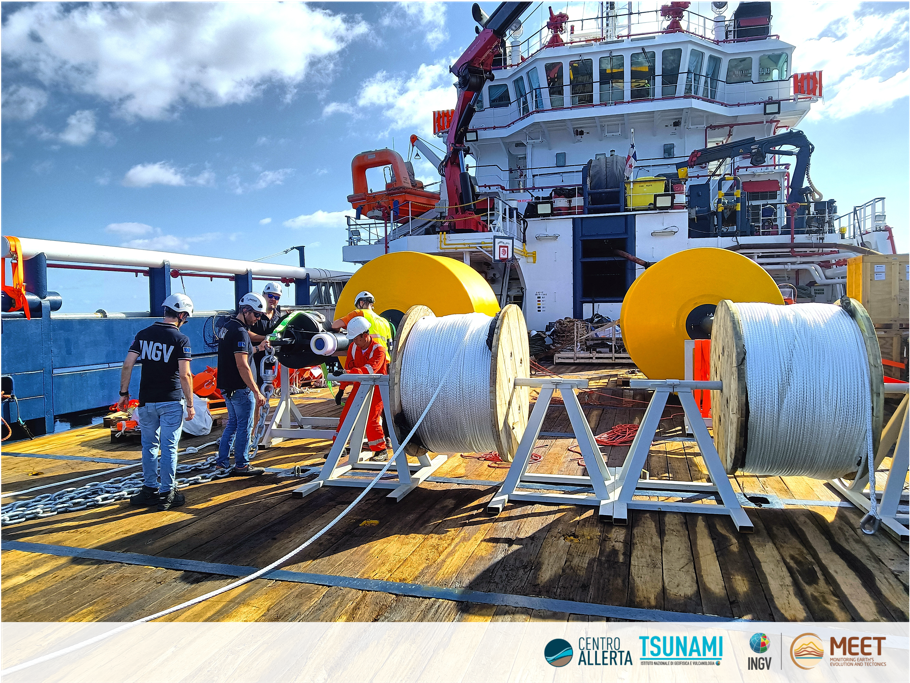 INGV
CENTRO
ALLERTA
TSUNAMI
ISTITUTO NAZIONALE DI GEOFISICA E VULCANOLOGIA
INGV
MEET
MONITORING EARTH'S
EVOLUTION AND TECTONICS